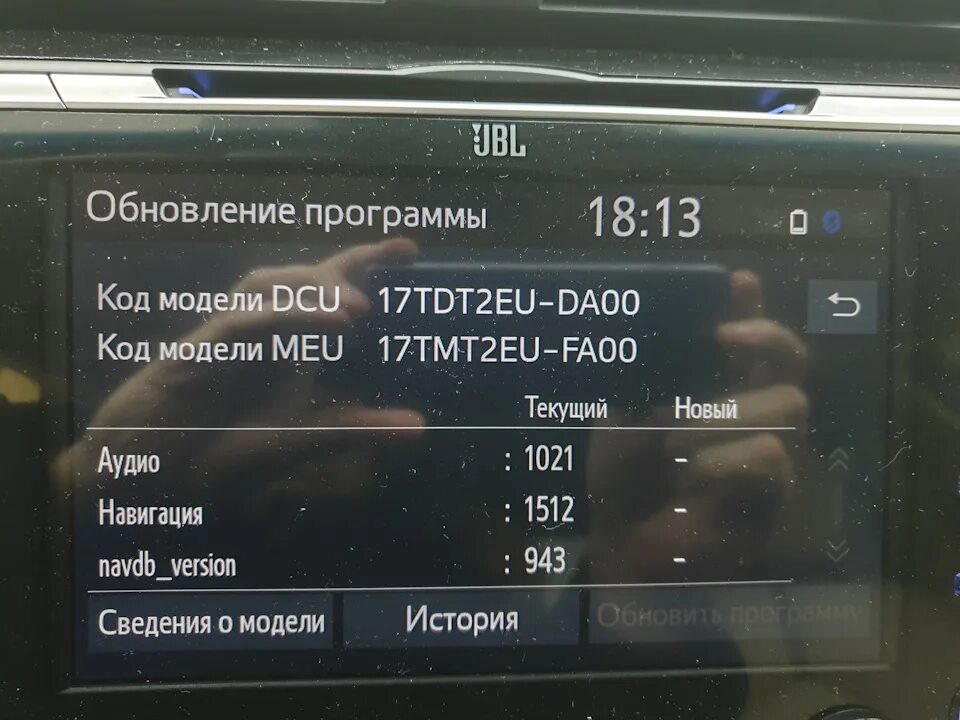 JBL
Обновление программы 18:13
Код модели DCU 17TDT2EU-DA00
Код модели MEU 17TMT2EU-FA00
Текущий Новый
Аудио : 1021 -
Навигация : 1512 -
navdb_version : 943 -
Сведения о модели История Обновить программу